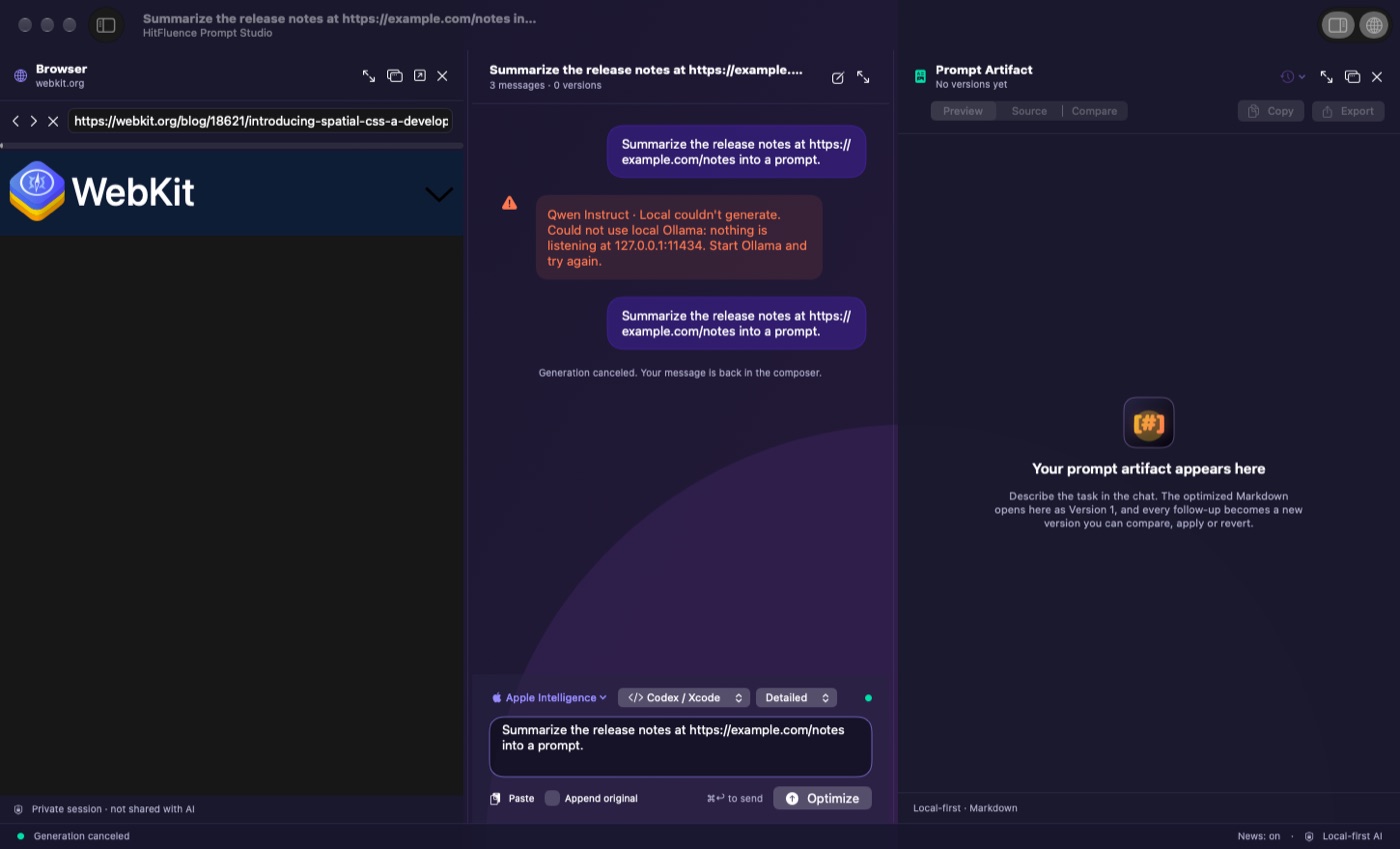 Summarize the release notes at https://example.com/notes in...
HitFluence Prompt Studio
Browser
webkit.org
https://webkit.org/blog/18621/introducing-spatial-css-a-develop
WebKit
Private session · not shared with AI
Generation canceled
Summarize the release notes at https://example....
3 messages · 0 versions
Summarize the release notes at https://
example.com/notes into a prompt.
Qwen Instruct · Local couldn't generate.
Could not use local Ollama: nothing is
listening at 127.0.0.1:11434. Start Ollama and
try again.
Summarize the release notes at https://
example.com/notes into a prompt.
Generation canceled. Your message is back in the composer.
Apple Intelligence
</> Codex / Xcode
Detailed
Summarize the release notes at https://example.com/notes
into a prompt.
Paste
Append original
⌘↩ to send
Optimize
Prompt Artifact
No versions yet
Preview
Source
Compare
Copy
Export
[#]
Your prompt artifact appears here
Describe the task in the chat. The optimized Markdown
opens here as Version 1, and every follow-up becomes a new
version you can compare, apply or revert.
Local-first · Markdown
News: on · Local-first AI